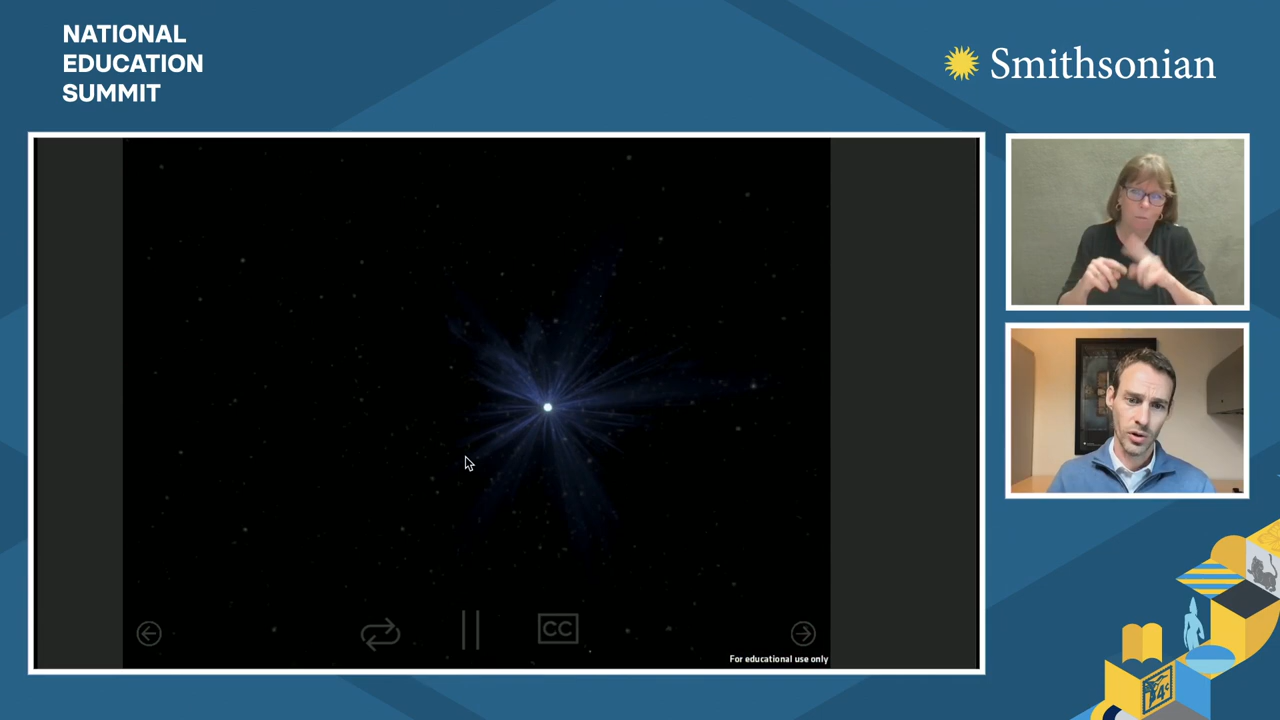 NATIONAL
EDUCATION
SUMMIT
Smithsonian
CC
For educational use only